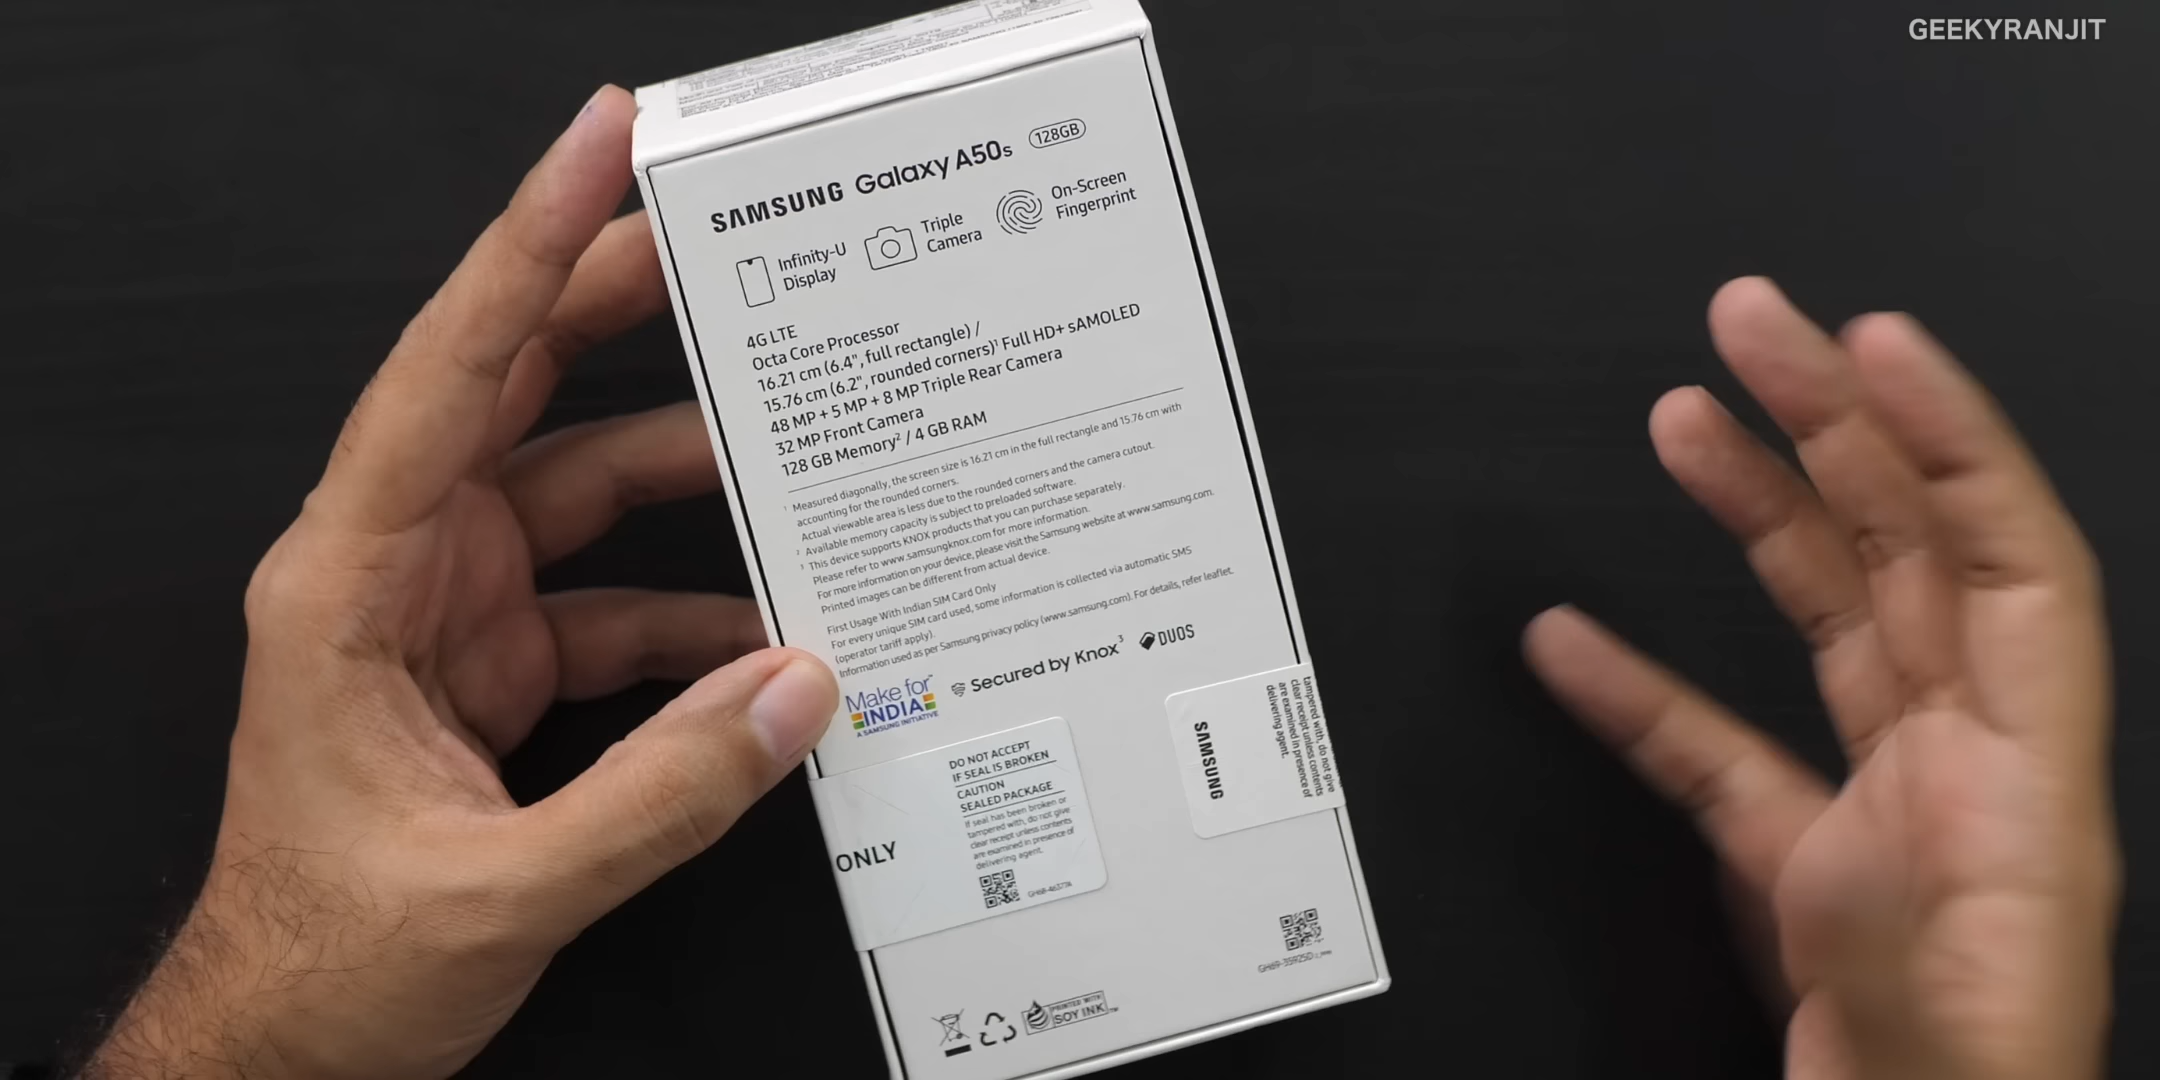 GEEKYRANJIT
SAMSUNG Galaxy A50s 128GB
Infinity-U
Display
Triple
Camera
On-Screen
Fingerprint
4G LTE
Octa Core Processor
16.21 cm (6.4", full rectangle) /
15.76 cm (6.2", rounded corners)¹ Full HD+ sAMOLED
48 MP + 5 MP + 8 MP Triple Rear Camera
32 MP Front Camera
128 GB Memory² / 4 GB RAM
¹ Measured diagonally, the screen size is 16.21 cm in the full rectangle and 15.76 cm with
accounting for the rounded corners.
Actual viewable area is less due to the rounded corners and the camera cutout.
² Available memory capacity is subject to preloaded software.
³ This device supports KNOX products that you can purchase separately.
Please refer to www.samsungknox.com for more information.
For more information on your device, please visit the Samsung website at www.samsung.com.
Printed images can be different from actual device.
First Usage With Indian SIM Card Only
For every unique SIM card used, some information is collected via automatic SMS
(operator tariff apply).
Information used as per Samsung privacy policy (www.samsung.com). For details, refer leaflet.
Make for
INDIA
A SAMSUNG INITIATIVE
Secured by Knox³
DUOS
ONLY
DO NOT ACCEPT
IF SEAL IS BROKEN
CAUTION
SEALED PACKAGE
If seal has been broken or
tampered with, do not give
clear receipt unless contents
are examined in presence of
delivering agent.
SAMSUNG
tampered with, do not give
clear receipt unless contents
are examined in presence of
delivering agent.
PRINTED WITH
SOY INK™